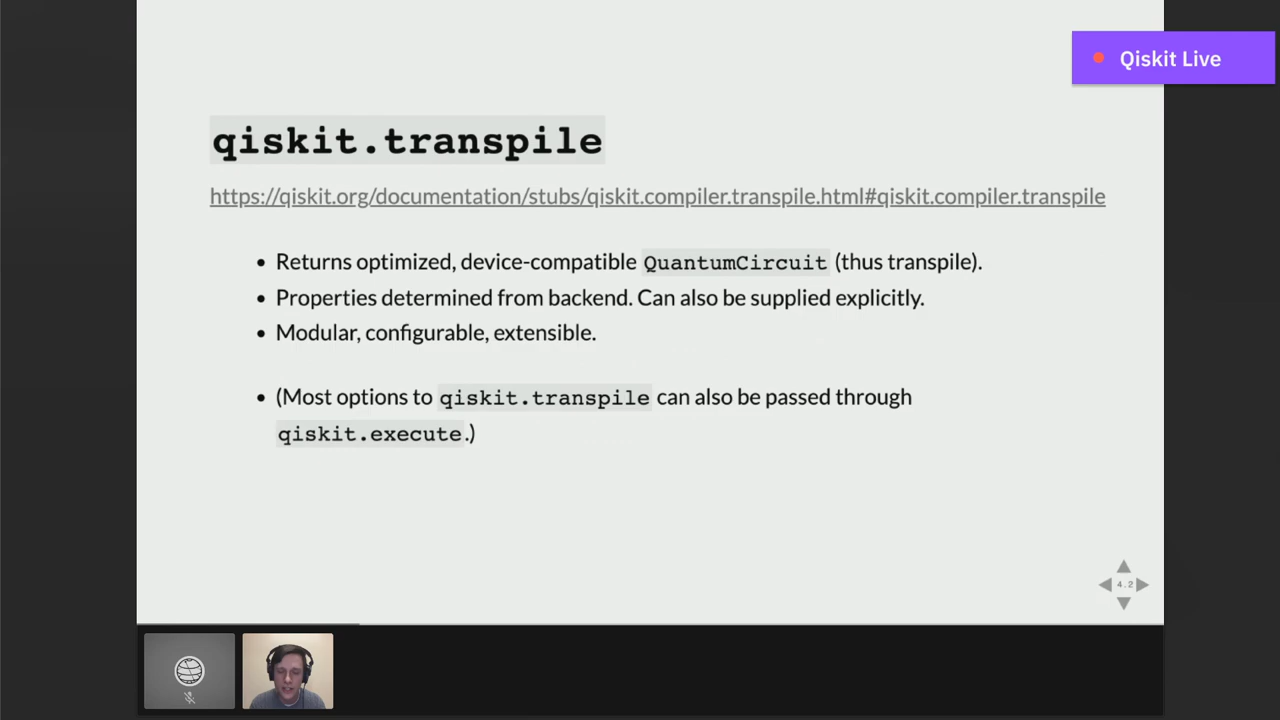 Qiskit Live
qiskit.transpile
https://qiskit.org/documentation/stubs/qiskit.compiler.transpile.html#qiskit.compiler.transpile
• Returns optimized, device-compatible QuantumCircuit (thus transpile).
• Properties determined from backend. Can also be supplied explicitly.
• Modular, configurable, extensible.
• (Most options to qiskit.transpile can also be passed through
qiskit.execute.)
4.2